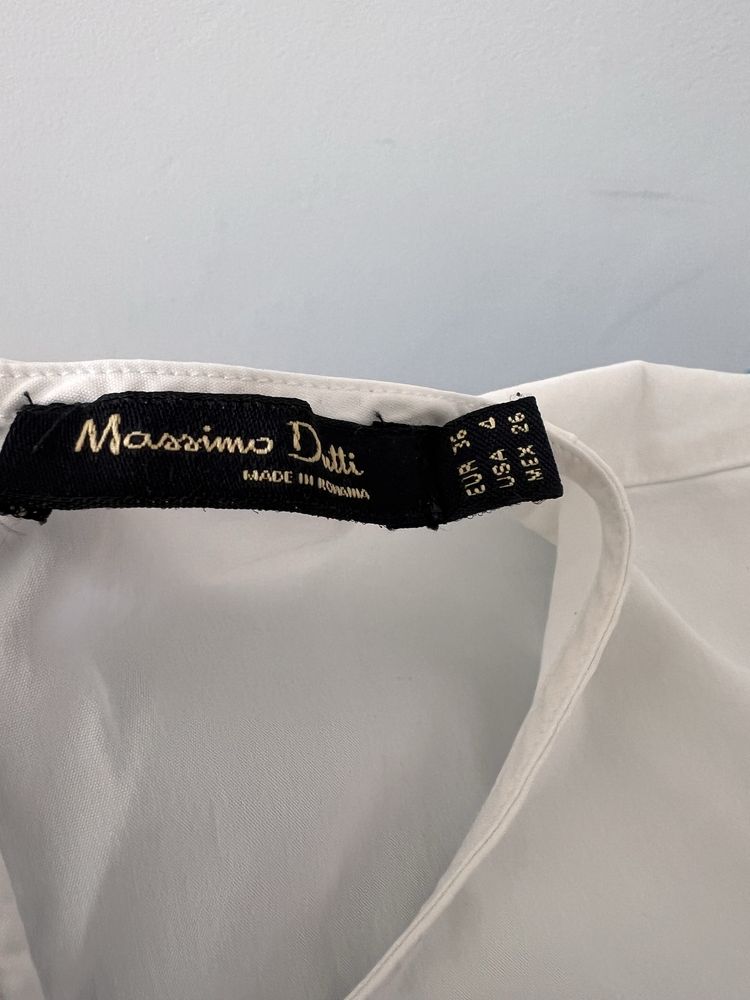 Massimo Dutti
MADE IN ROMANIA
EUR 36
USA 4
MEX 26